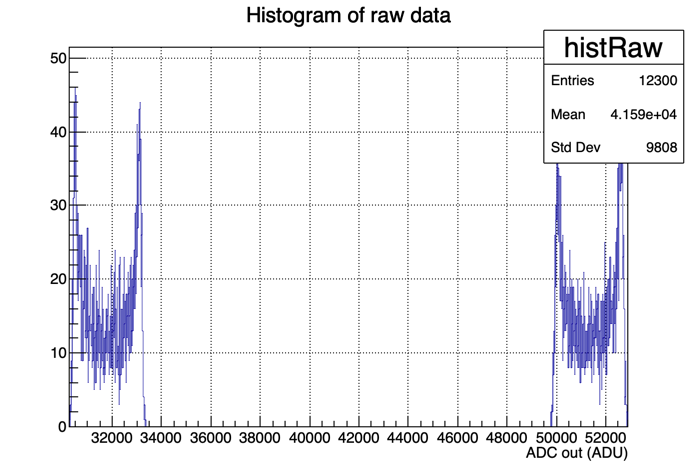 Histogram of raw data
histRaw
Entries 12300
Mean 4.159e+04
Std Dev 9808
50
40
30
20
10
0
32000 34000 36000 38000 40000 42000 44000 46000 48000 50000 52000
ADC out (ADU)